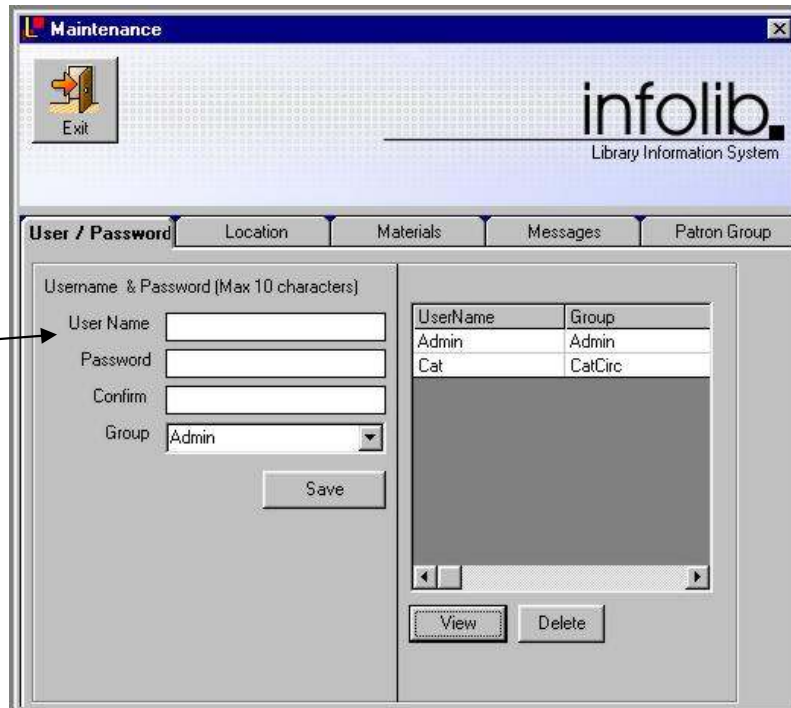 Maintenance
Exit
infolib.
Library Information System
User / Password Location Materials Messages Patron Group
Username & Password (Max 10 characters)
User Name
Password
Confirm
Group Admin
Save
UserName Group
Admin Admin
Cat CatCirc
View Delete